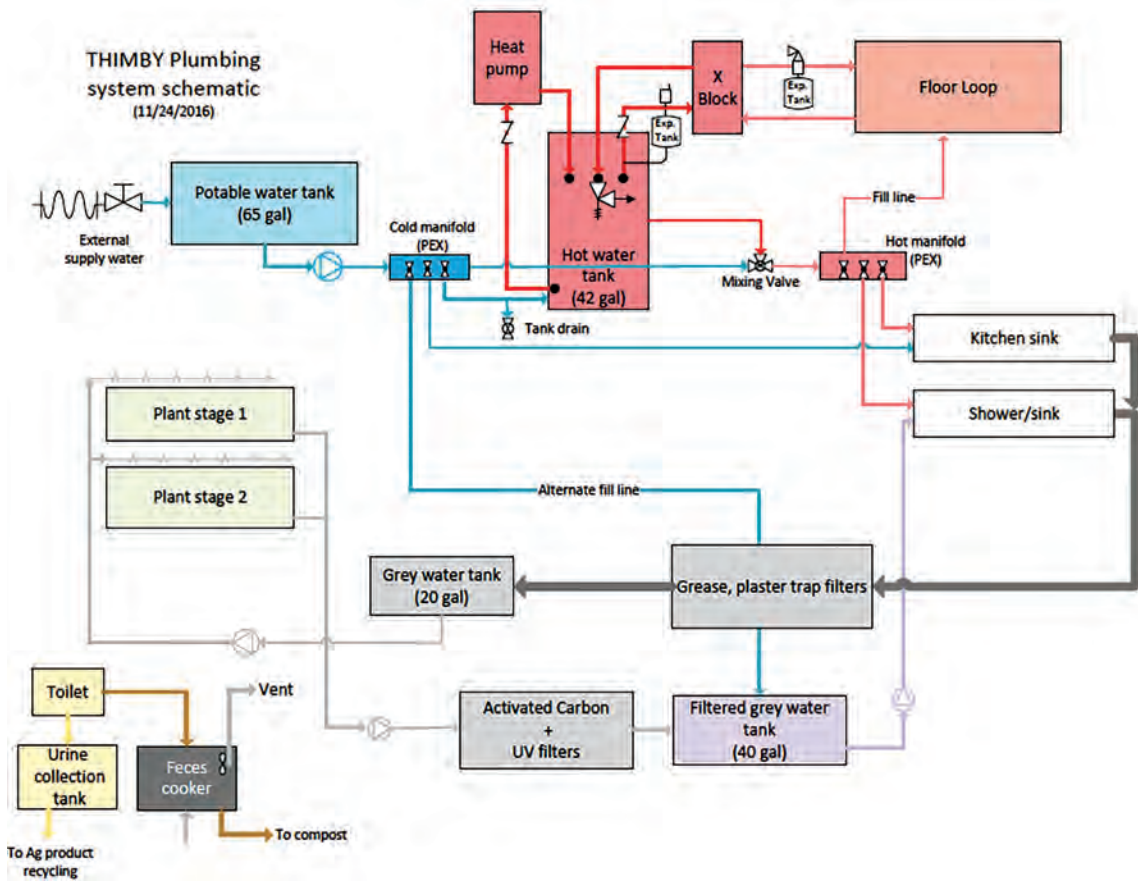 THIMBY Plumbing
system schematic
(11/24/2016)
Heat
pump
X
Block
Exp.
Tank
Floor Loop
Exp.
Tank
Potable water tank
(65 gal)
External
supply water
Cold manifold
(PEX)
Fill line
Hot water
tank
(42 gal)
Mixing Valve
Hot manifold
(PEX)
Tank drain
Kitchen sink
Shower/sink
Plant stage 1
Plant stage 2
Alternate fill line
Grey water tank
(20 gal)
Grease, plaster trap filters
Toilet
Vent
Activated Carbon
+
UV filters
Filtered grey water
tank
(40 gal)
Urine
collection
tank
Feces
cooker
To compost
To Ag product
recycling